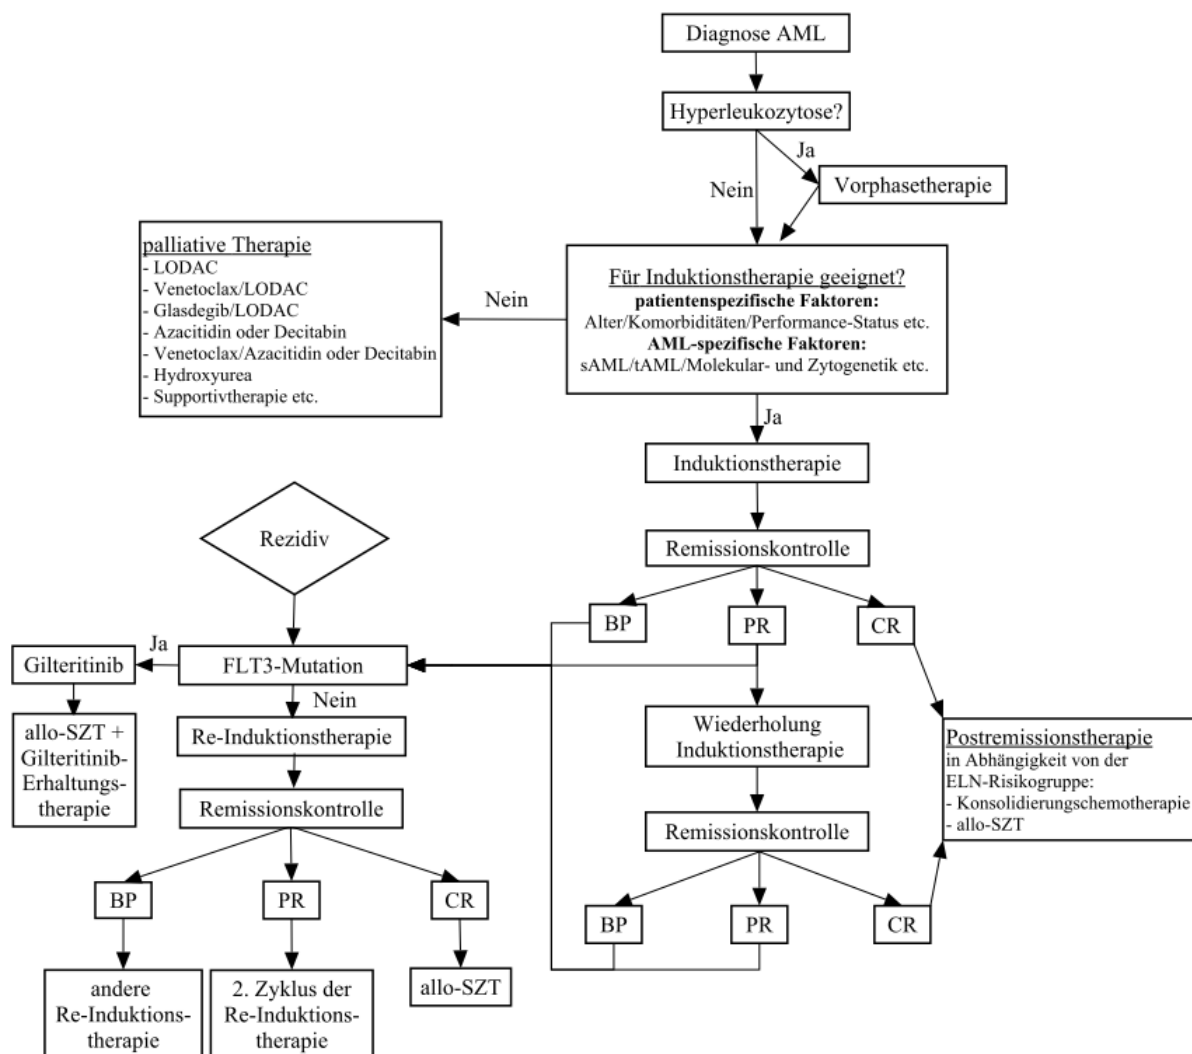 Diagnose AML
Hyperleukozytose?
Ja
Nein
Vorphasetherapie
palliative Therapie
- LODAC
- Venetoclax/LODAC
- Glasdegib/LODAC
- Azacitidin oder Decitabin
- Venetoclax/Azacitidin oder Decitabin
- Hydroxyurea
- Supportivtherapie etc.
Nein
Für Induktionstherapie geeignet?
patientenspezifische Faktoren:
Alter/Komorbiditäten/Performance-Status etc.
AML-spezifische Faktoren:
sAML/tAML/Molekular- und Zytogenetik etc.
Ja
Induktionstherapie
Remissionskontrolle
BP
PR
CR
Rezidiv
Ja
Gilteritinib
FLT3-Mutation
Nein
allo-SZT +
Gilteritinib-
Erhaltungs-
therapie
Re-Induktionstherapie
Remissionskontrolle
BP
PR
CR
andere
Re-Induktions-
therapie
2. Zyklus der
Re-Induktions-
therapie
allo-SZT
Wiederholung
Induktionstherapie
Remissionskontrolle
BP
PR
CR
Postremissionstherapie
in Abhängigkeit von der
ELN-Risikogruppe:
- Konsolidierungschemotherapie
- allo-SZT